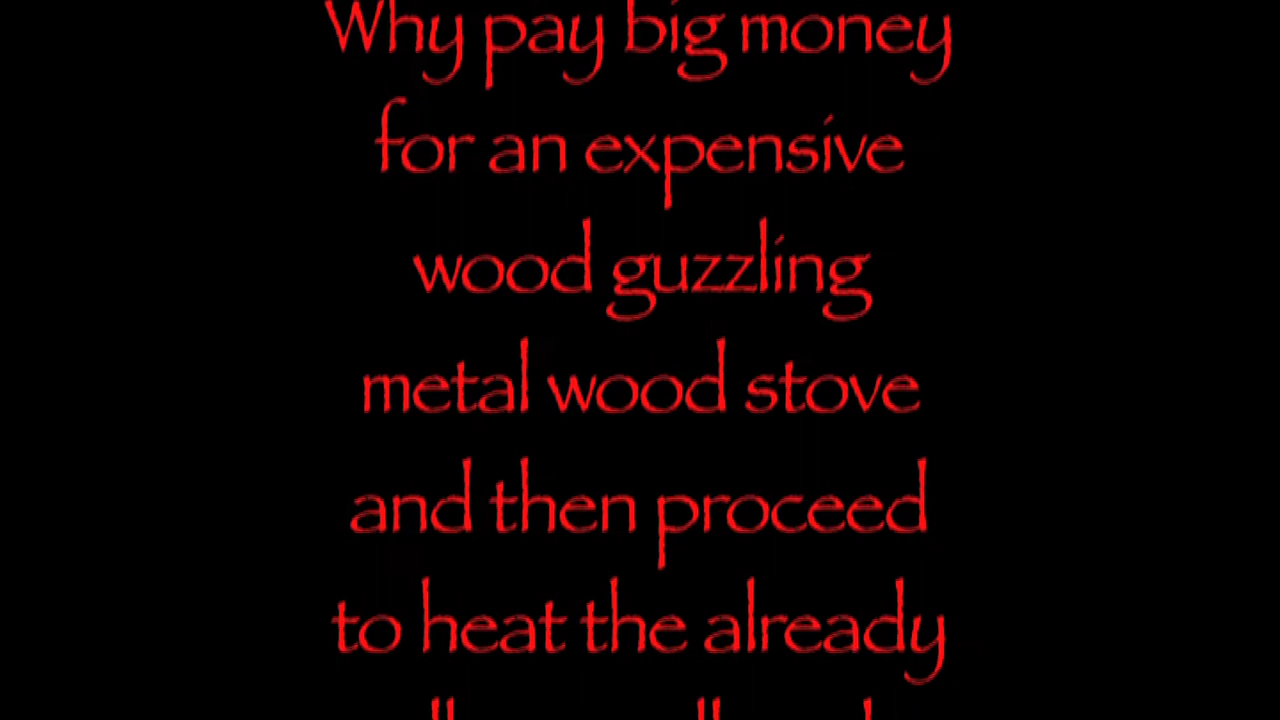 Why pay big money
for an expensive
wood guzzling
metal wood stove
and then proceed
to heat the already